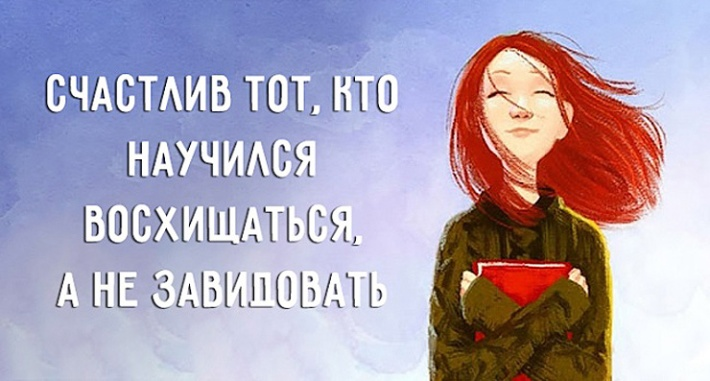 СЧАСТЛИВ ТОТ, КТО
НАУЧИЛСЯ
ВОСХИЩАТЬСЯ,
А НЕ ЗАВИДОВАТЬ